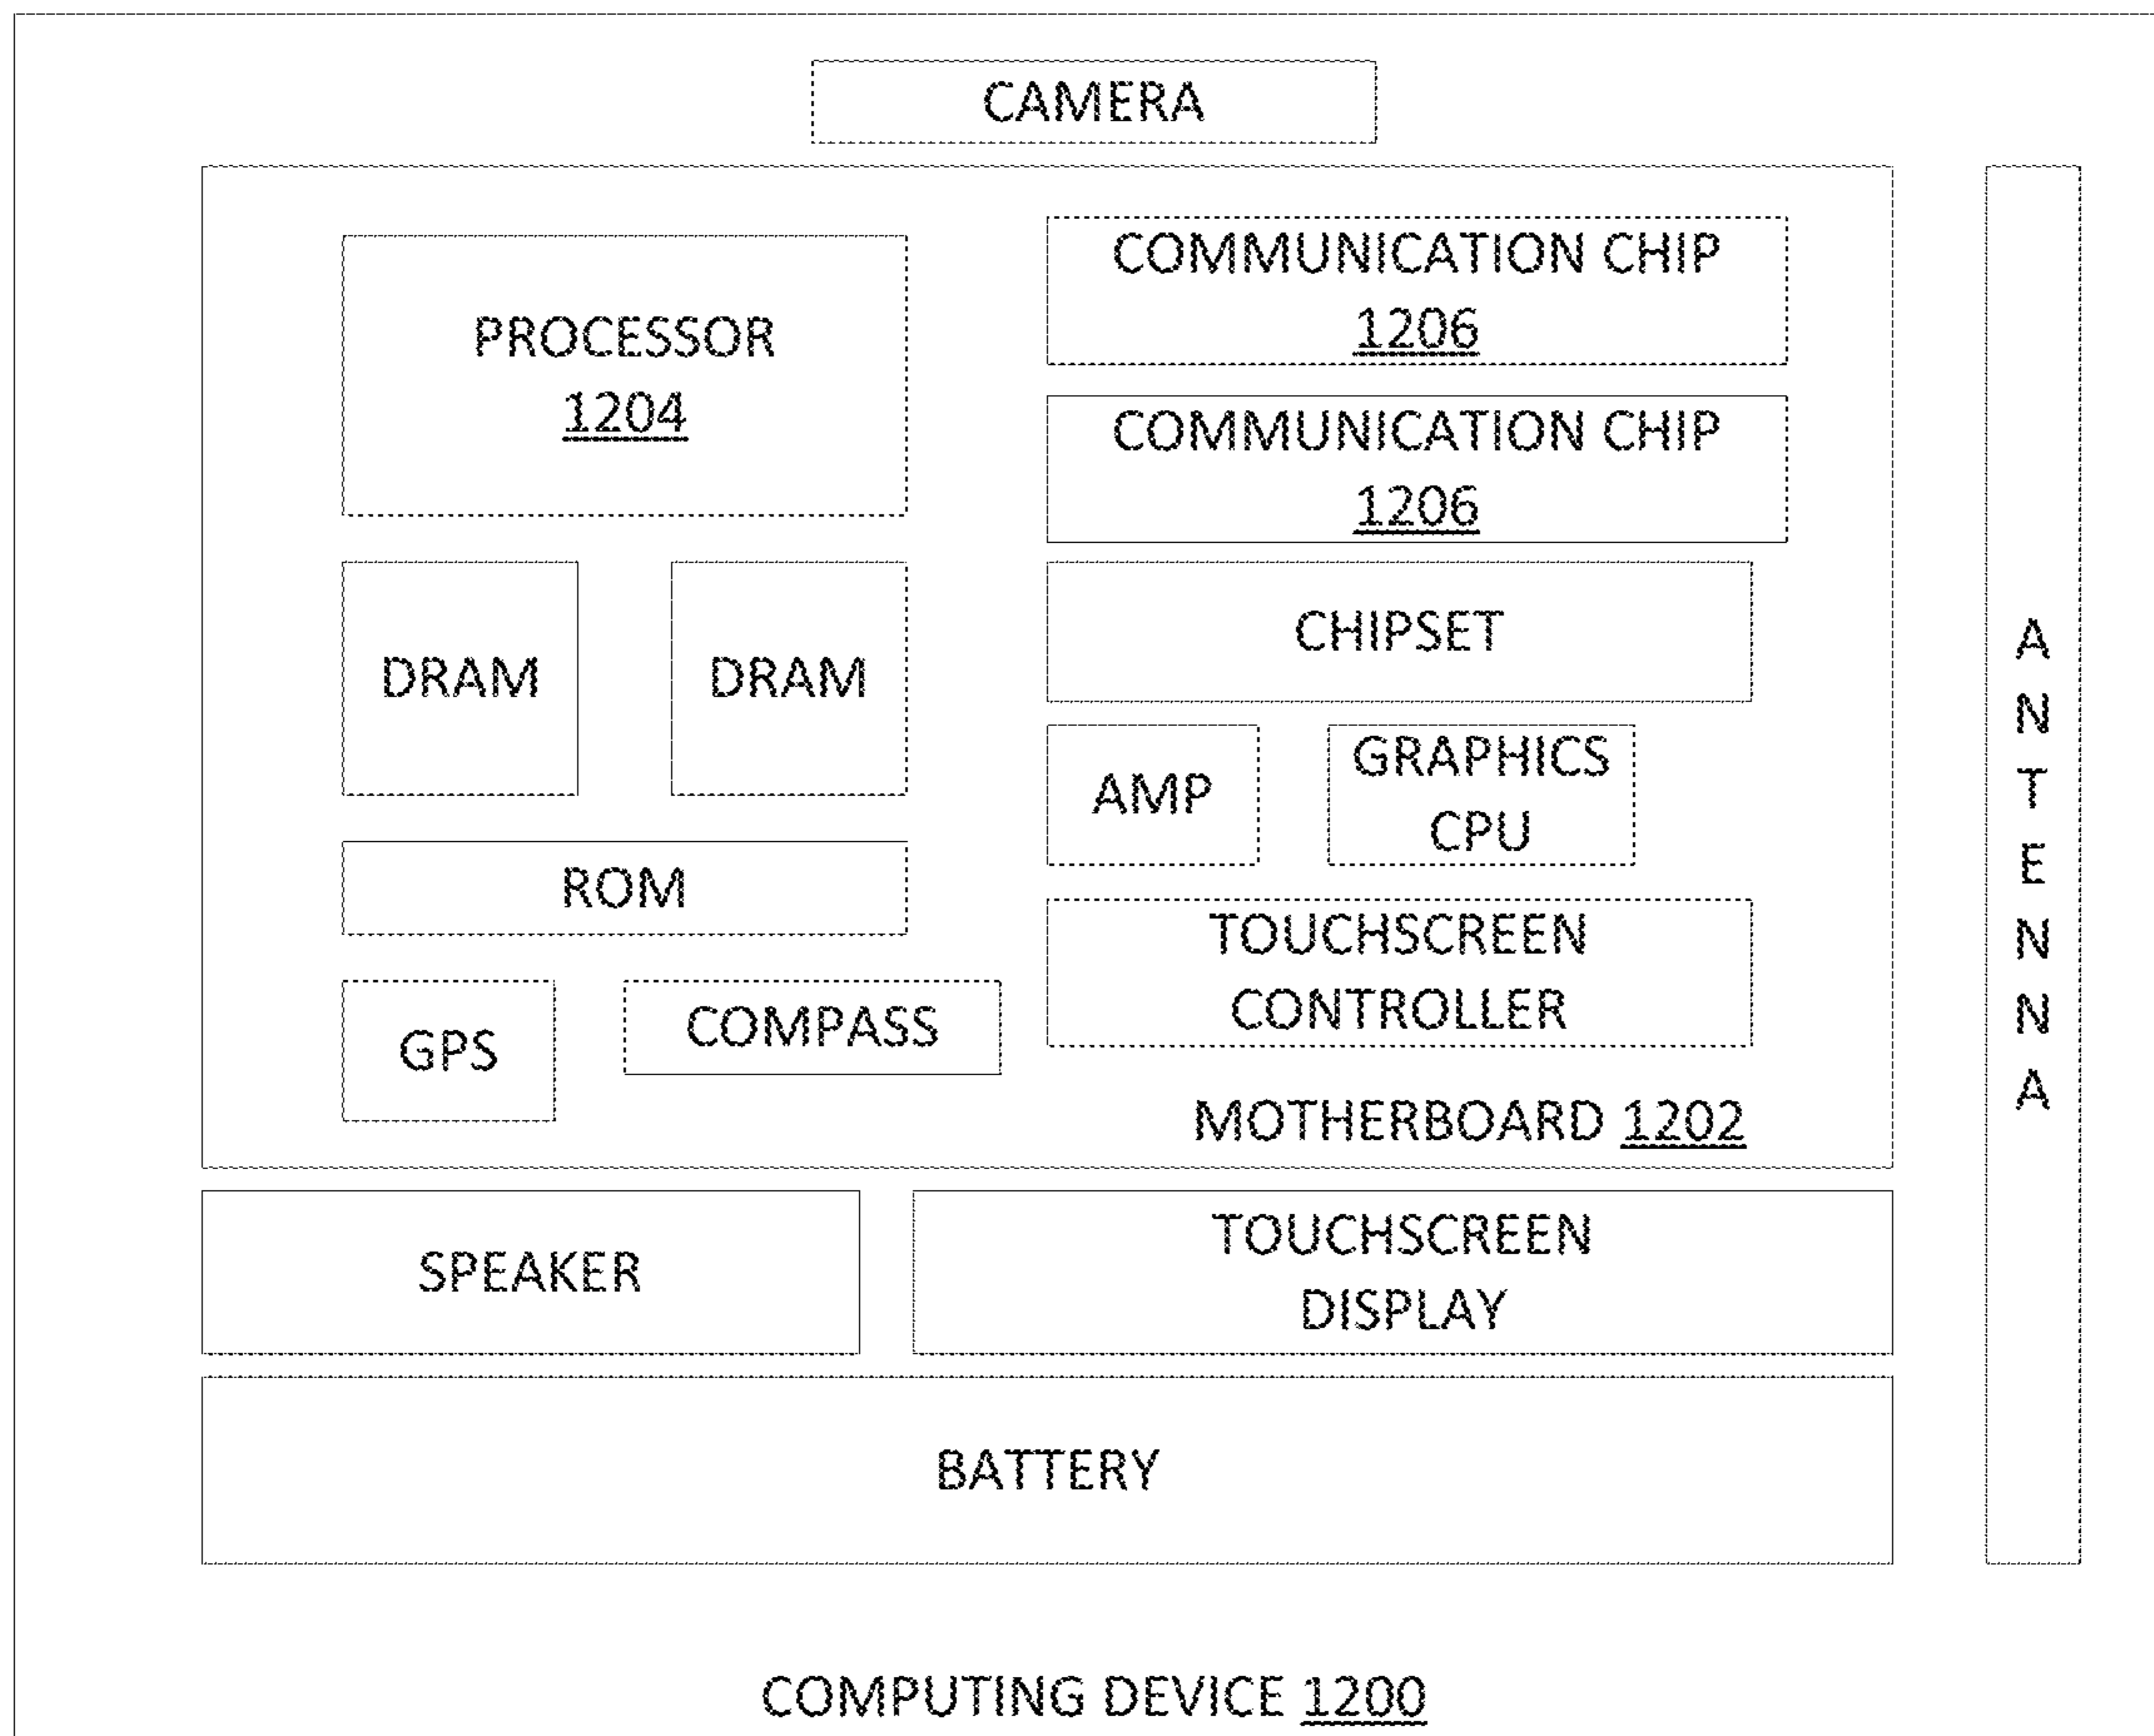 CAMERA
PROCESSOR
1204
COMMUNICATION CHIP
1206
COMMUNICATION CHIP
1206
DRAM
DRAM
CHIPSET
AMP
GRAPHICS
CPU
ROM
TOUCHSCREEN
CONTROLLER
GPS
COMPASS
MOTHERBOARD 1202
ANTENNA
SPEAKER
TOUCHSCREEN
DISPLAY
BATTERY
COMPUTING DEVICE 1200